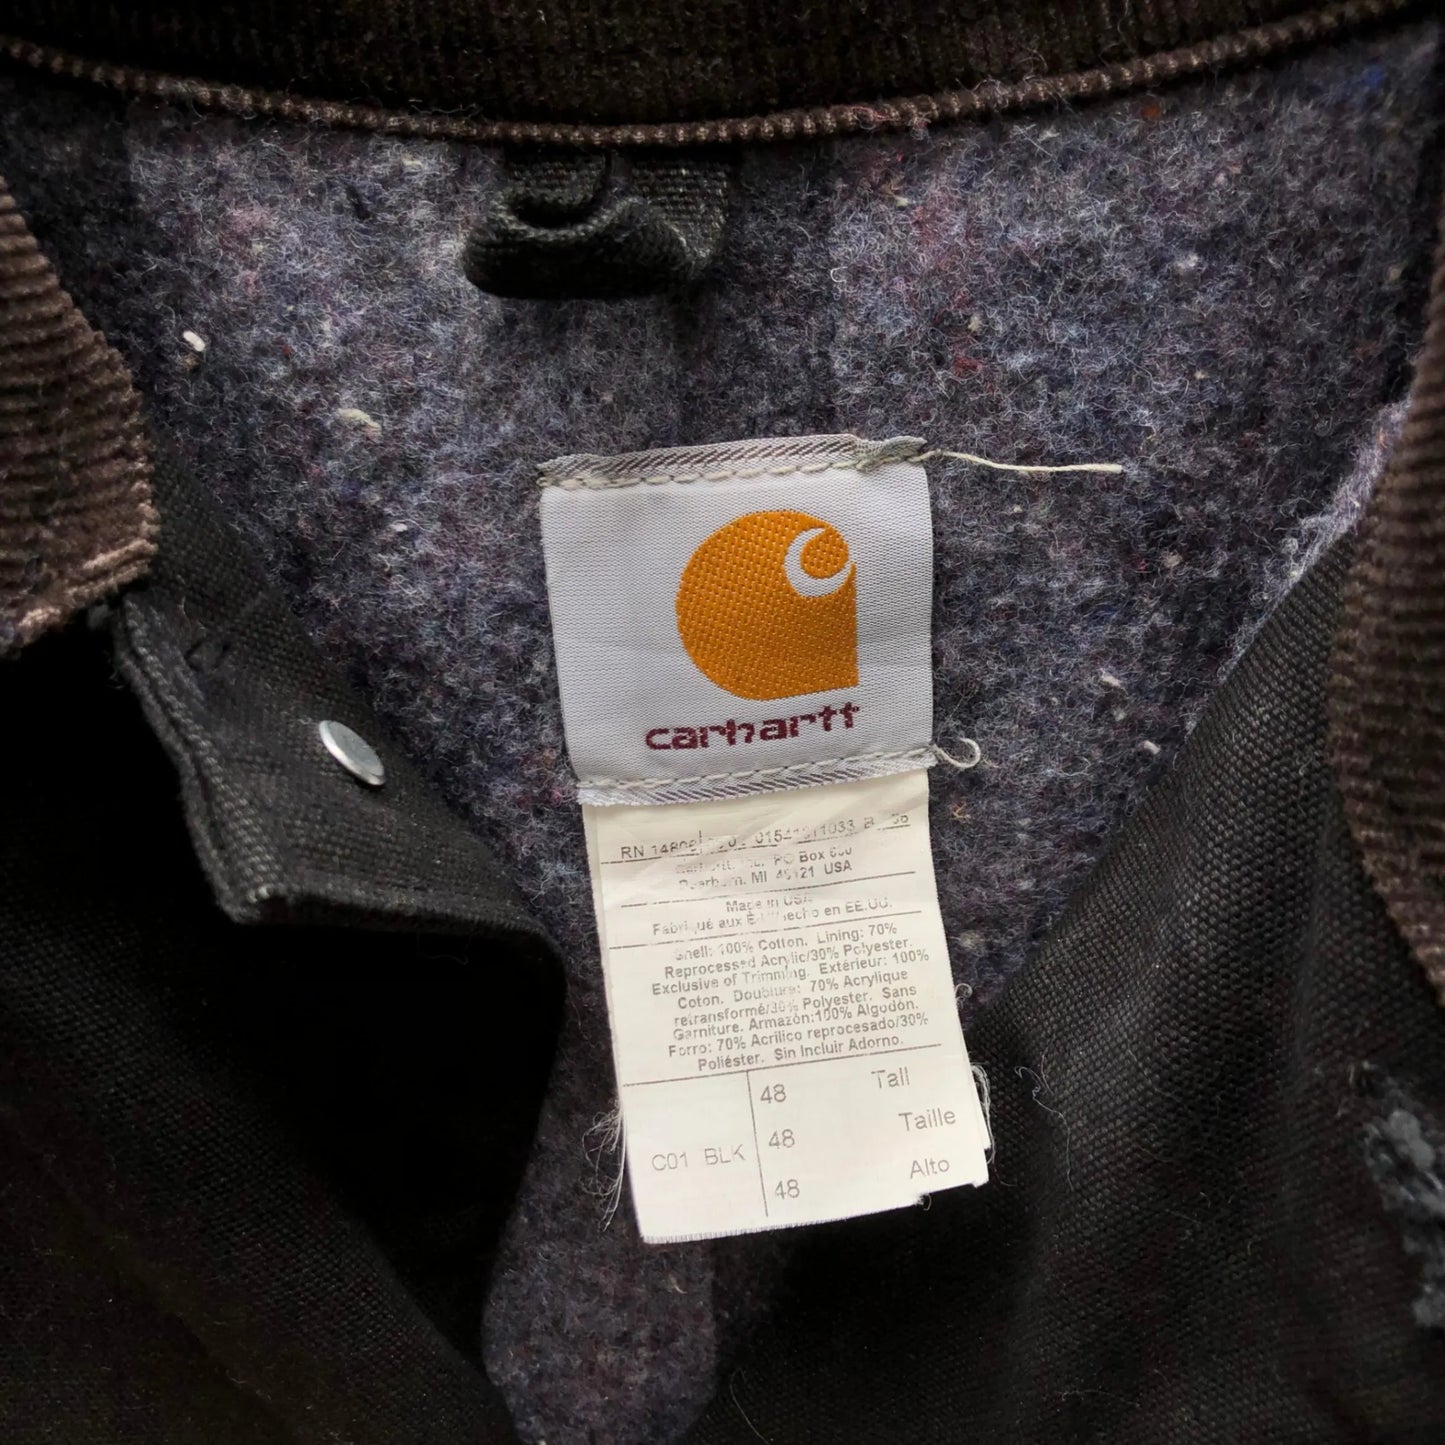 carhartt
RN 14806 01541911033
PO Box 600
Dearborn, MI 48121 USA
Made in USA
Fabriqué aux Hecho en EE.UU.
Shell: 100% Cotton. Lining: 70%
Reprocessed Acrylic/30% Polyester.
Exclusive of Trimming. Extérieur: 100%
Coton. Doublure: 70% Acrylique
retransformé/30% Polyester. Sans
Garniture. Armazón:100% Algodón.
Forro: 70% Acrilico reprocesado/30%
Poliéster. Sin Incluir Adorno.
48 Tall
48 Taille
C01 BLK
48 Alto